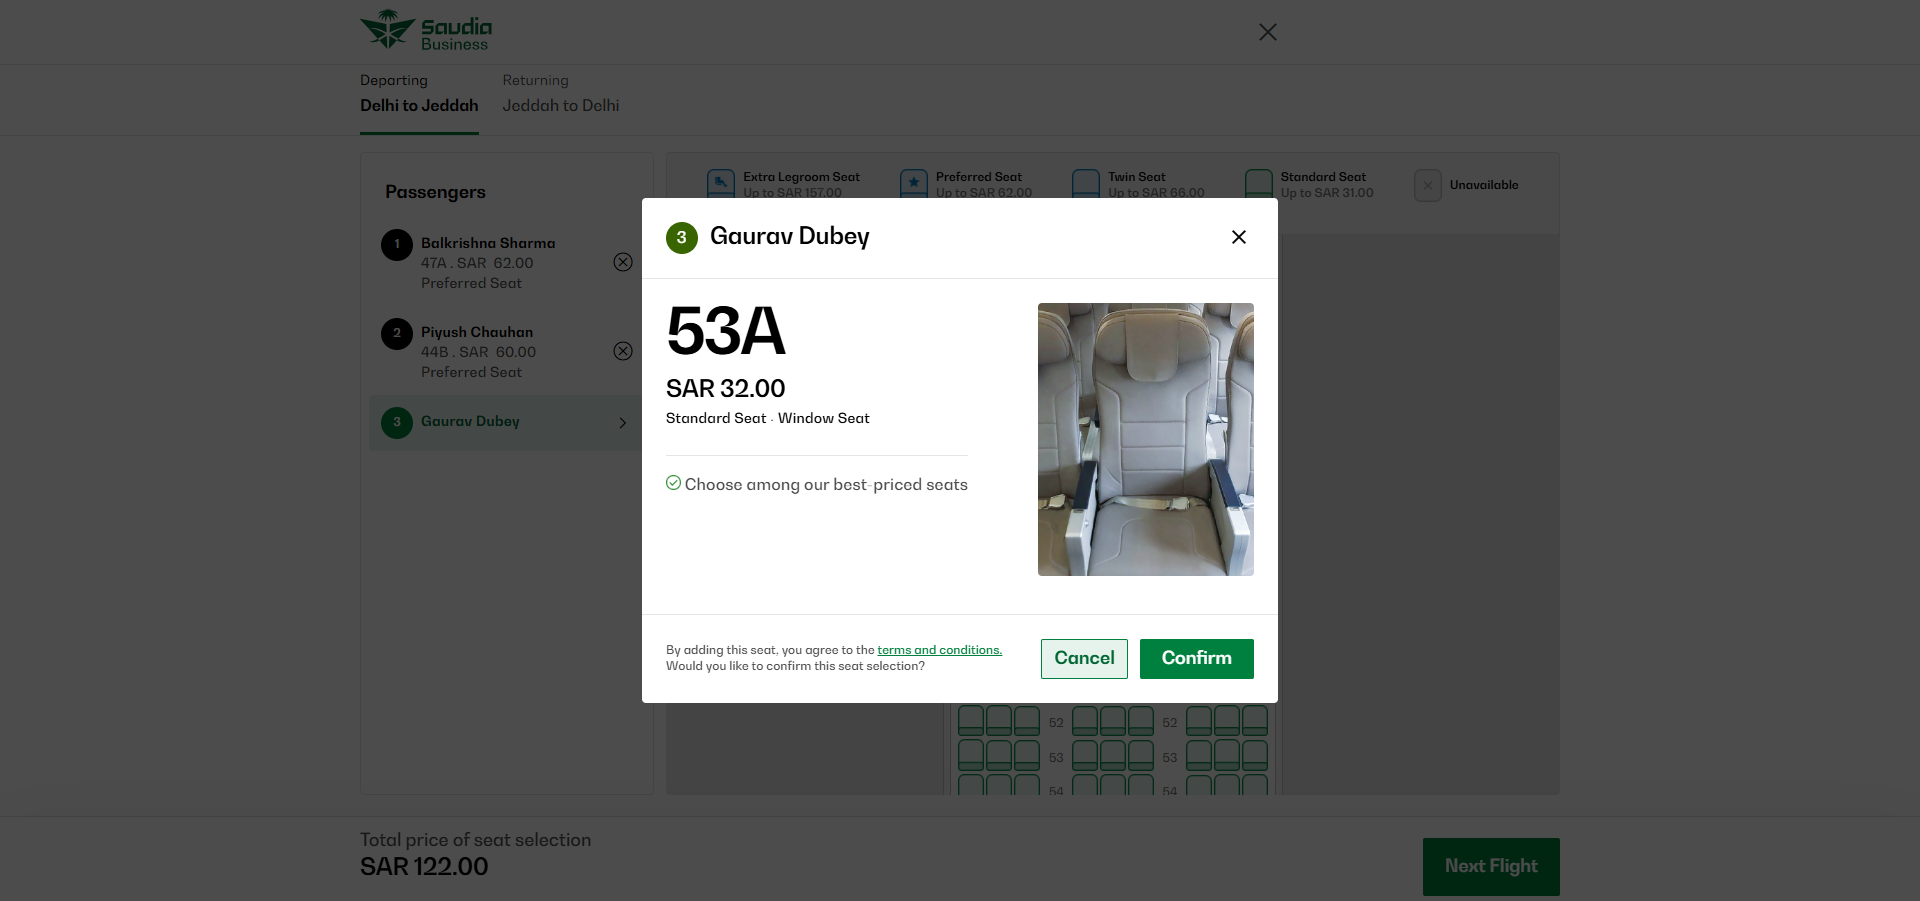 Saudia
Business
Departing
Delhi to Jeddah
Returning
Jeddah to Delhi
Passengers
1
Balkrishna Sharma
47A . SAR 62.00
Preferred Seat
2
Piyush Chauhan
44B . SAR 60.00
Preferred Seat
3
Gaurav Dubey
Extra Legroom Seat
Up to SAR 157.00
Preferred Seat
Up to SAR 62.00
Twin Seat
Up to SAR 66.00
Standard Seat
Up to SAR 31.00
Unavailable
3 Gaurav Dubey
53A
SAR 32.00
Standard Seat · Window Seat
Choose among our best-priced seats
By adding this seat, you agree to the terms and conditions.
Would you like to confirm this seat selection?
Cancel
Confirm
52 52
53 53
54 54
Total price of seat selection
SAR 122.00
Next Flight